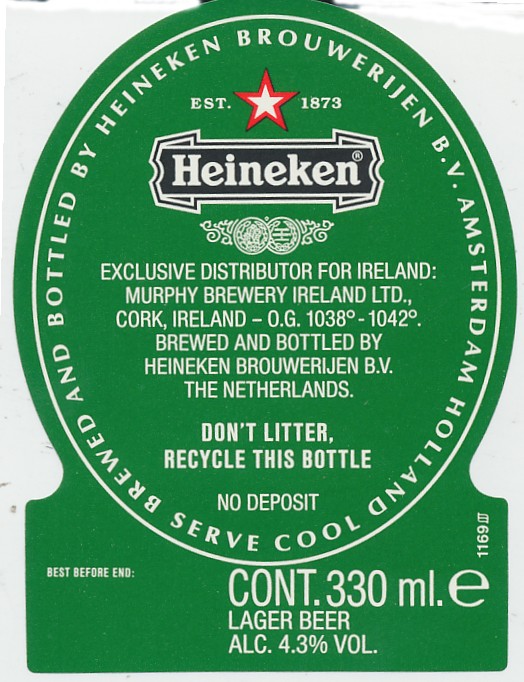 BREWED AND BOTTLED BY HEINEKEN BROUWERIJEN B.V. AMSTERDAM HOLLAND
SERVE COOL
EST. 1873
Heineken®
EXCLUSIVE DISTRIBUTOR FOR IRELAND:
MURPHY BREWERY IRELAND LTD.,
CORK, IRELAND – O.G. 1038° - 1042°.
BREWED AND BOTTLED BY
HEINEKEN BROUWERIJEN B.V.
THE NETHERLANDS.
DON'T LITTER,
RECYCLE THIS BOTTLE
NO DEPOSIT
1169
BEST BEFORE END:
CONT. 330 ml. e
LAGER BEER
ALC. 4.3% VOL.